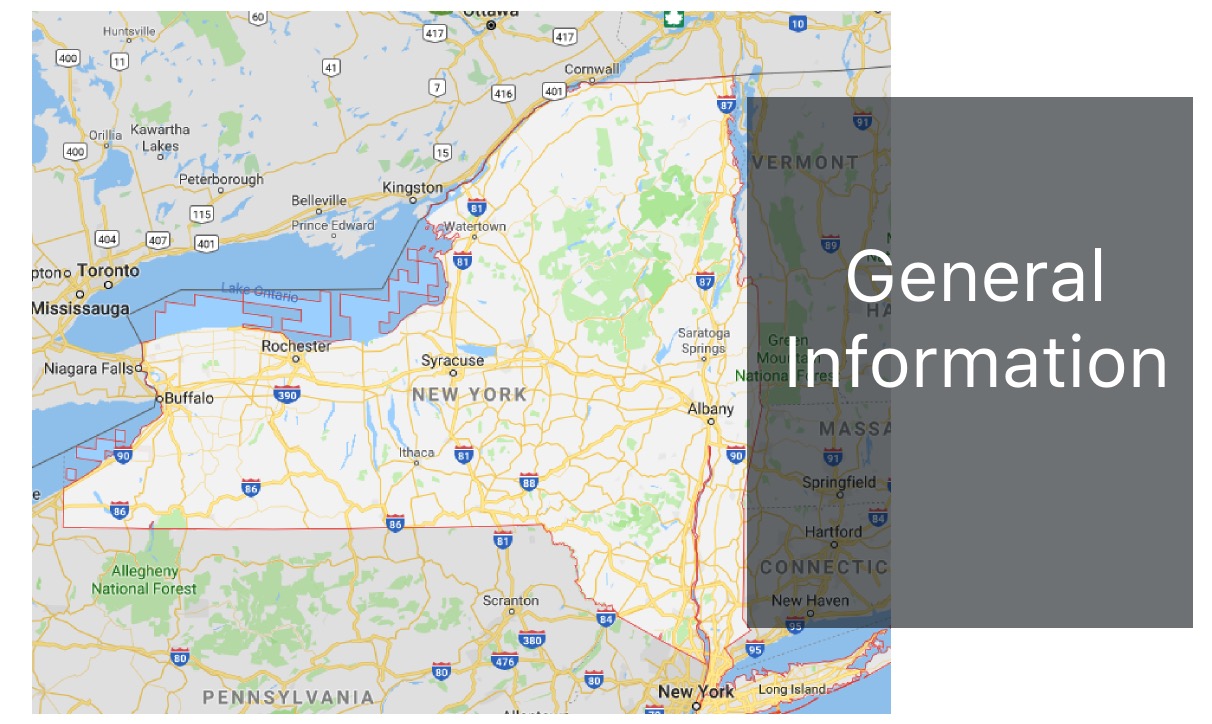 60
Ottawa
10
Huntsville
417
417
400
11
41
Cornwall
7
416
401
87
91
Orillia
Kawartha
Lakes
400
15
VERMONT
Peterborough
Kingston
Belleville
115
81
Prince Edward
Watertown
404
407
401
89
81
Toronto
87
Lake Ontario
Mississauga
General
Information
Saratoga
Springs
Green
Mountain
National Forest
Rochester
Syracuse
Niagara Falls
390
NEW YORK
Buffalo
Albany
MASSA
90
Ithaca
81
90
91
Springfield
86
88
84
86
86
81
Hartford
CONNECTIC
Allegheny
National Forest
Scranton
New Haven
84
95
380
80
476
95
80
80
PENNSYLVANIA
New York
Long Island